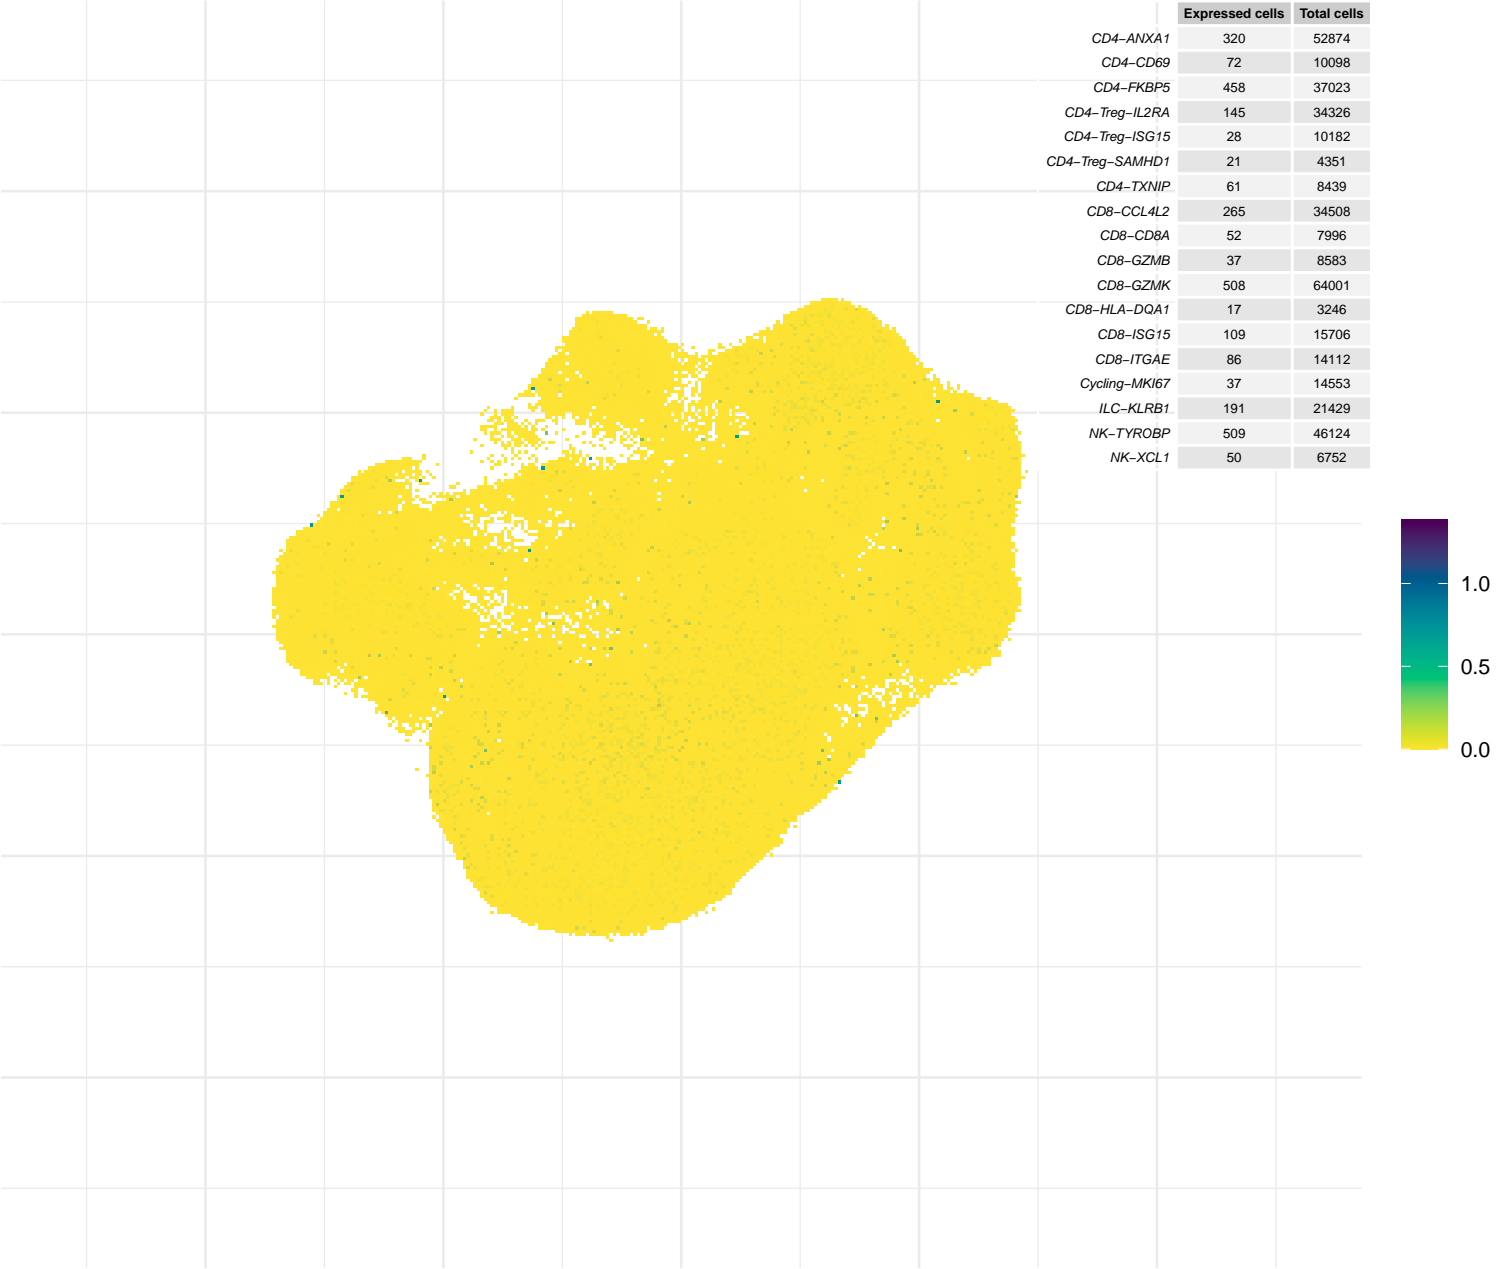 Expressed cells Total cells
CD4−ANXA1 320 52874
CD4−CD69 72 10098
CD4−FKBP5 458 37023
CD4−Treg−IL2RA 145 34326
CD4−Treg−ISG15 28 10182
CD4−Treg−SAMHD1 21 4351
CD4−TXNIP 61 8439
CD8−CCL4L2 265 34508
CD8−CD8A 52 7996
CD8−GZMB 37 8583
CD8−GZMK 508 64001
CD8−HLA−DQA1 17 3246
CD8−ISG15 109 15706
CD8−ITGAE 86 14112
Cycling−MKI67 37 14553
ILC−KLRB1 191 21429
NK−TYROBP 509 46124
NK−XCL1 50 6752
1.0
0.5
0.0